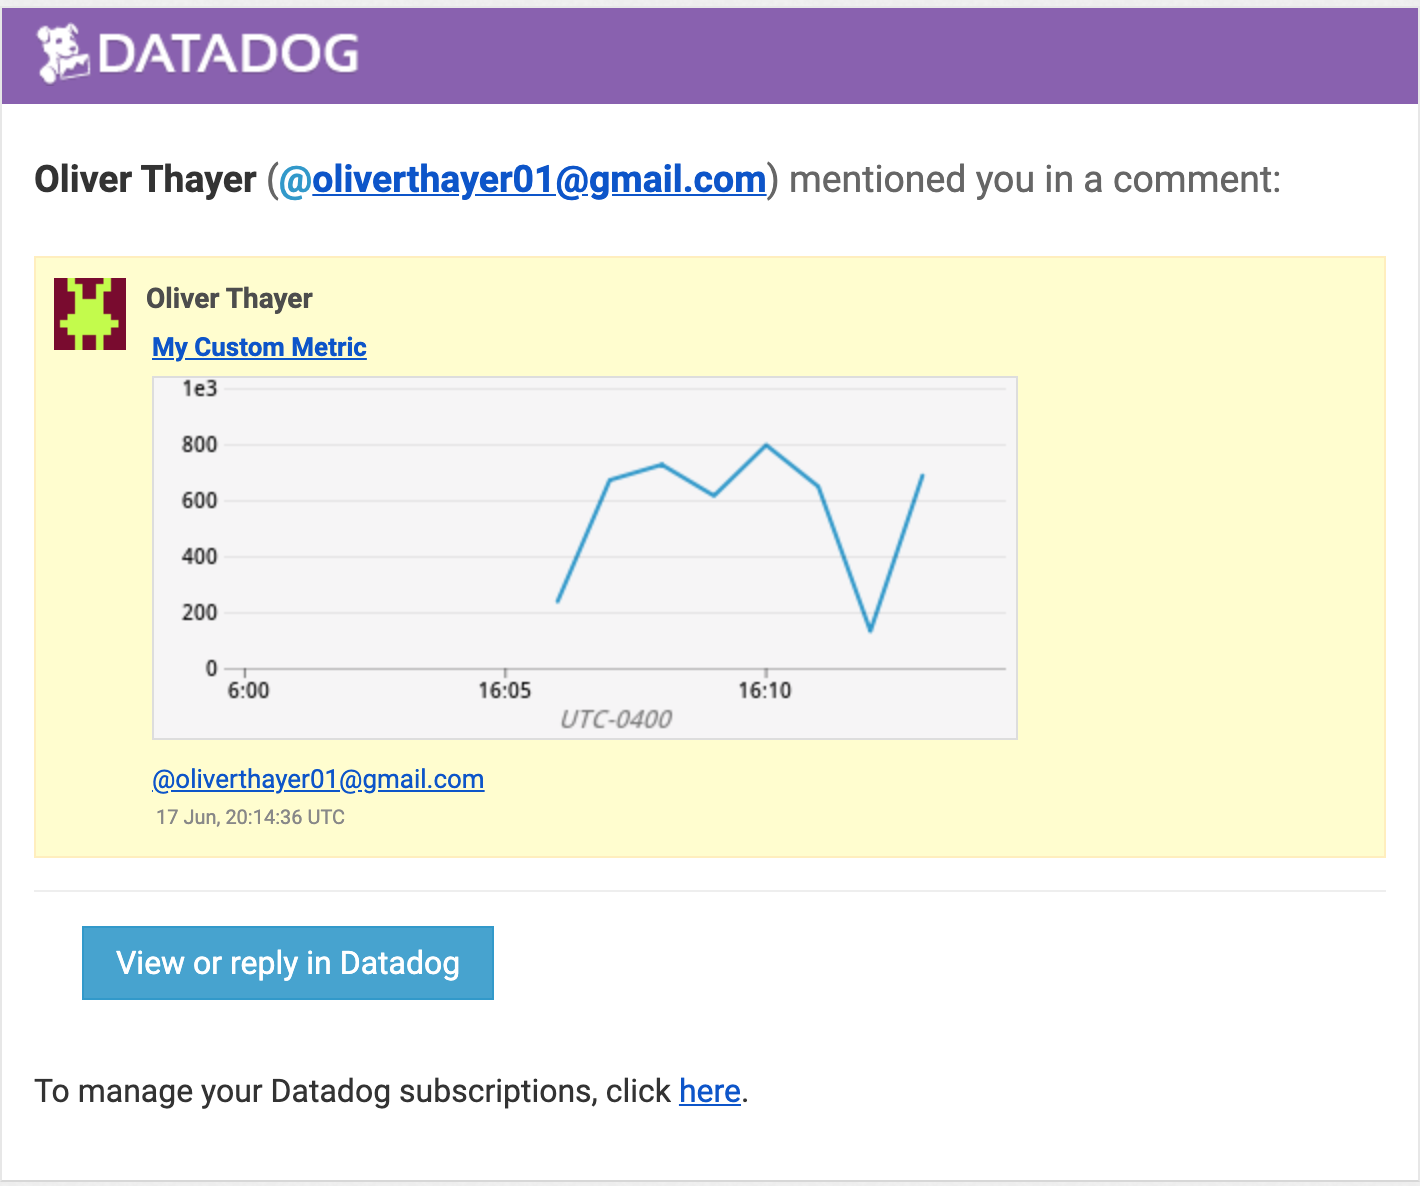 DATADOG
Oliver Thayer (@oliverthayer01@gmail.com) mentioned you in a comment:
Oliver Thayer
My Custom Metric
1e3
800
600
400
200
0
6:00 16:05 16:10
UTC-0400
@oliverthayer01@gmail.com
17 Jun, 20:14:36 UTC
View or reply in Datadog
To manage your Datadog subscriptions, click here.